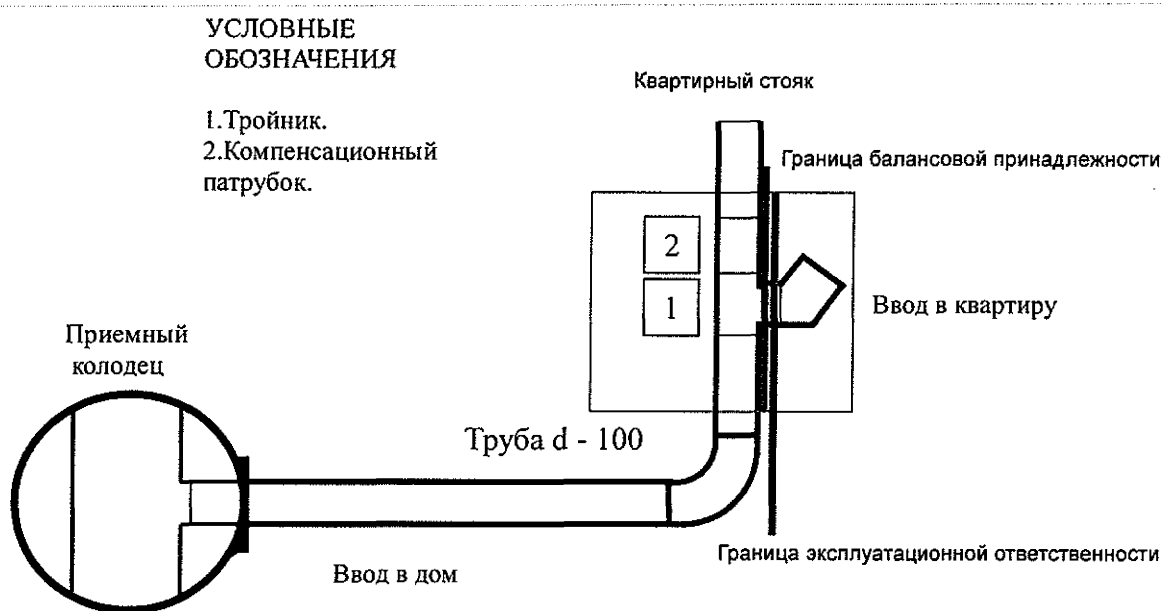 УСЛОВНЫЕ
ОБОЗНАЧЕНИЯ
1.Тройник.
2.Компенсационный
патрубок.
Квартирный стояк
Граница балансовой принадлежности
2
1
Ввод в квартиру
Приемный
колодец
Труба d - 100
Граница эксплуатационной ответственности
Ввод в дом